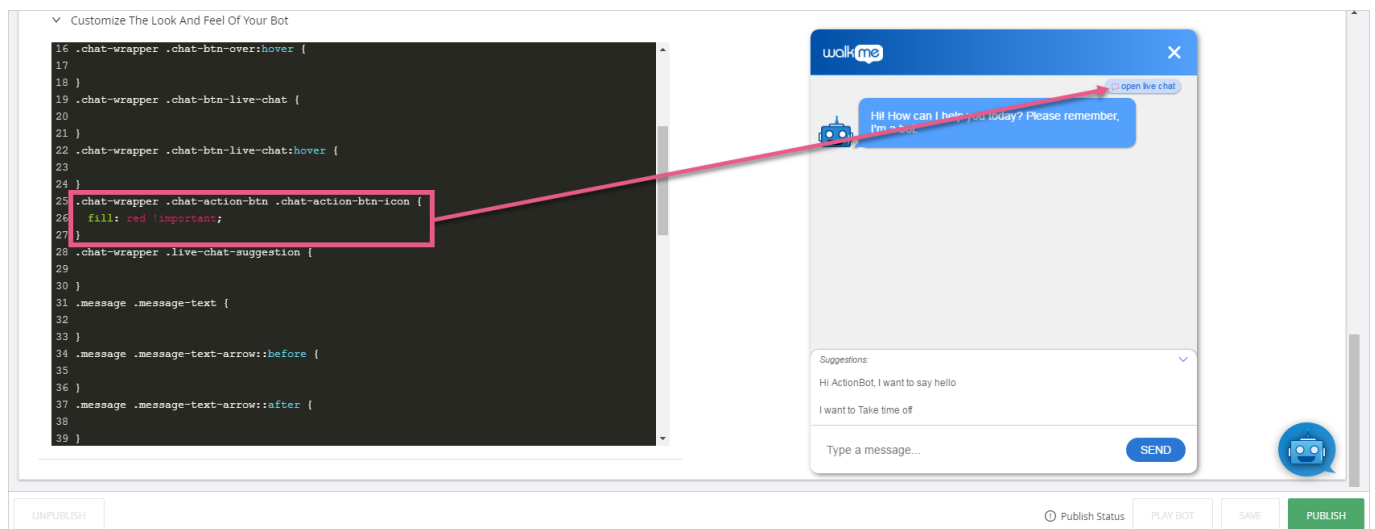 Customize The Look And Feel Of Your Bot
16 .chat-wrapper .chat-btn-over:hover {
17
18 }
19 .chat-wrapper .chat-btn-live-chat {
20
21 }
22 .chat-wrapper .chat-btn-live-chat:hover {
23
24 }
25 .chat-wrapper .chat-action-btn .chat-action-btn-icon {
26 fill: red !important;
27 }
28 .chat-wrapper .live-chat-suggestion {
29
30 }
31 .message .message-text {
32
33 }
34 .message .message-text-arrow::before {
35
36 }
37 .message .message-text-arrow::after {
38
39 }
walkme
open live chat
Hi! How can I help you today? Please remember,
I'm a bot.
Suggestions:
Hi ActionBot, I want to say hello
I want to Take time off
Type a message...
SEND
UNPUBLISH
Publish Status
PLAY BOT
SAVE
PUBLISH